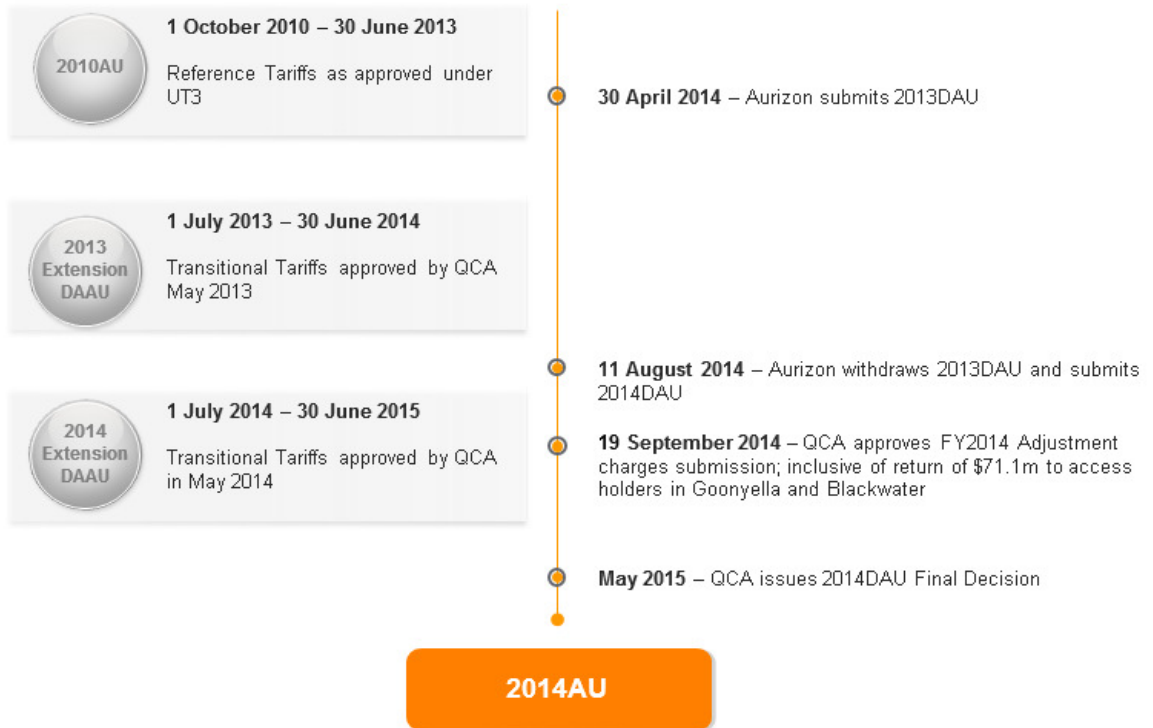 2010AU
1 October 2010 – 30 June 2013
Reference Tariffs as approved under
UT3
30 April 2014 – Aurizon submits 2013DAU
2013
Extension
DAAU
1 July 2013 – 30 June 2014
Transitional Tariffs approved by QCA
May 2013
11 August 2014 – Aurizon withdraws 2013DAU and submits
2014DAU
2014
Extension
DAAU
1 July 2014 – 30 June 2015
Transitional Tariffs approved by QCA
in May 2014
19 September 2014 – QCA approves FY2014 Adjustment
charges submission; inclusive of return of $71.1m to access
holders in Goonyella and Blackwater
May 2015 – QCA issues 2014DAU Final Decision
2014AU